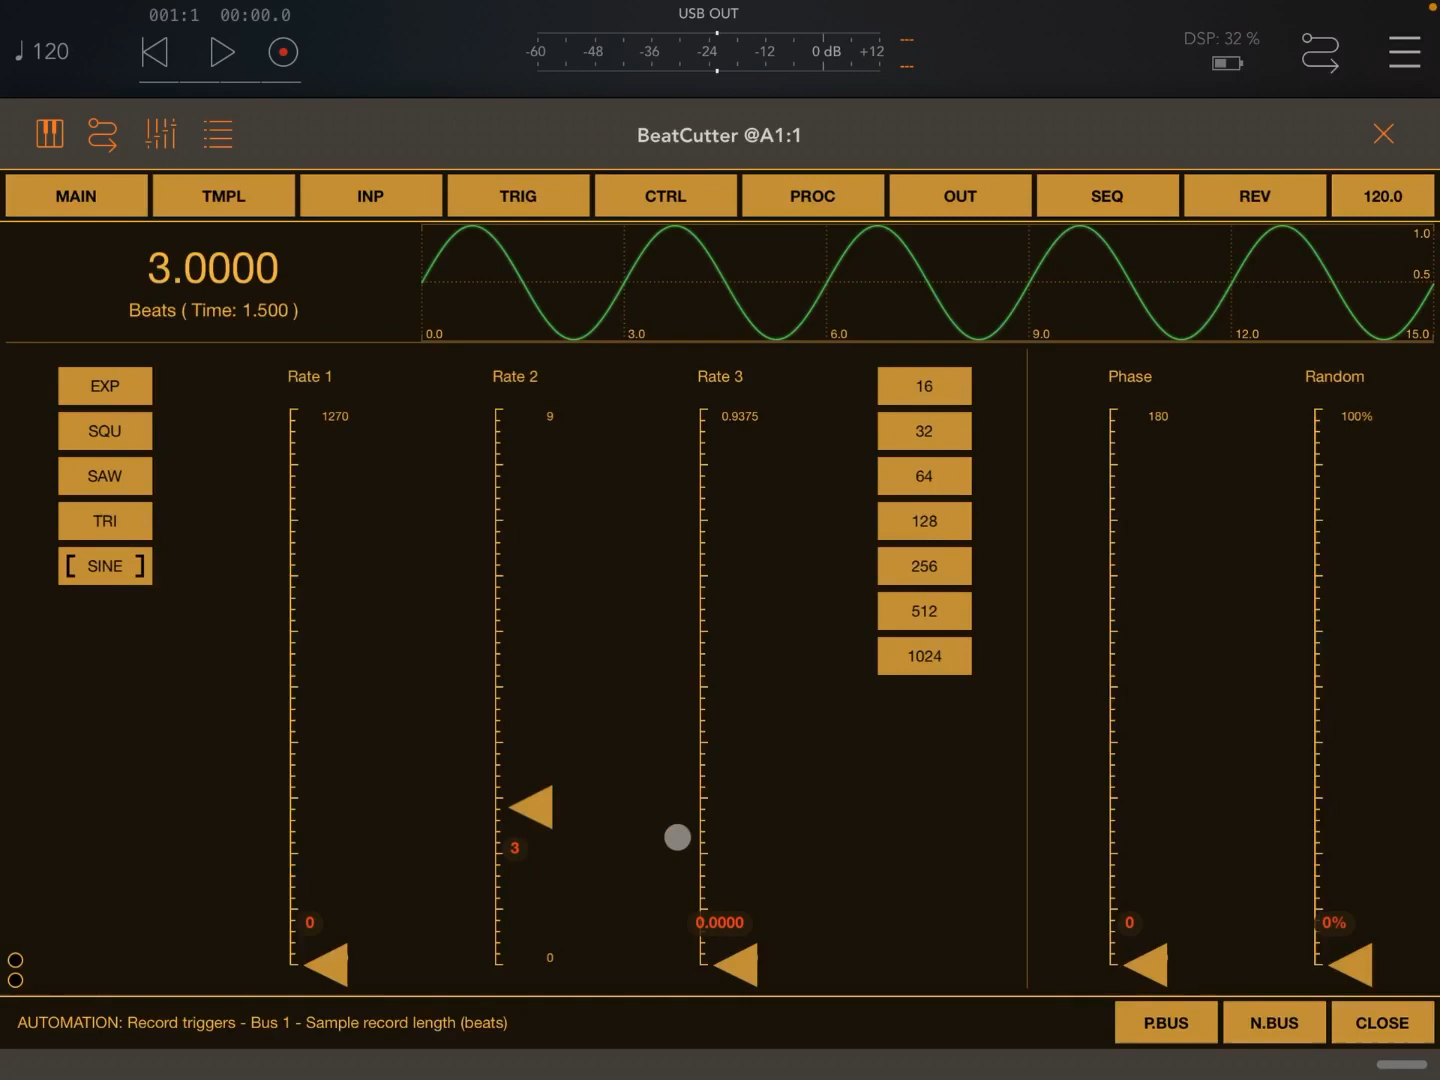 001:1 00:00.0
USB OUT
120
-60 -48 -36 -24 -12 0 dB +12
---
---
DSP: 32 %
BeatCutter @A1:1
MAIN TMPL INP TRIG CTRL PROC OUT SEQ REV 120.0
3.0000
Beats ( Time: 1.500 )
1.0
0.5
0.0 3.0 6.0 9.0 12.0 15.0
EXP
SQU
SAW
TRI
[ SINE ]
Rate 1
1270
0
Rate 2
9
3
0
Rate 3
0.9375
0.0000
16
32
64
128
256
512
1024
Phase
180
0
Random
100%
0%
AUTOMATION: Record triggers - Bus 1 - Sample record length (beats)
P.BUS N.BUS CLOSE